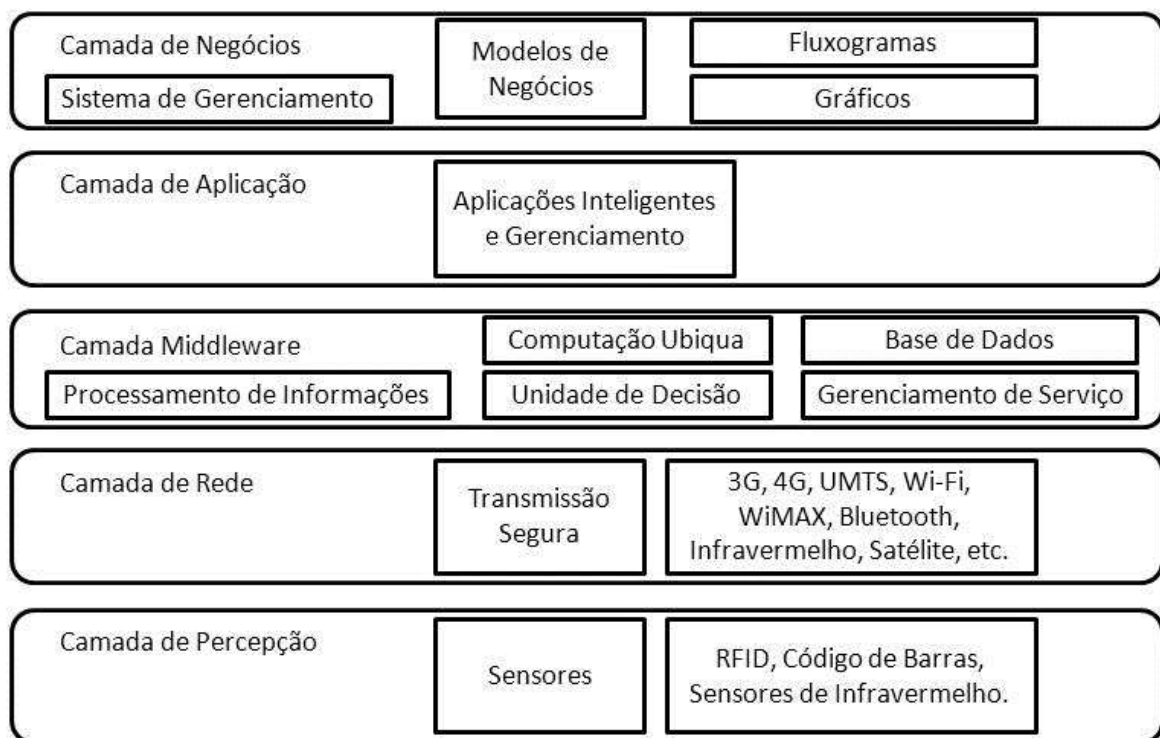 Camada de Negócios
Sistema de Gerenciamento
Modelos de
Negócios
Fluxogramas
Gráficos
Camada de Aplicação
Aplicações Inteligentes
e Gerenciamento
Camada Middleware
Processamento de Informações
Computação Ubiqua
Unidade de Decisão
Base de Dados
Gerenciamento de Serviço
Camada de Rede
Transmissão
Segura
3G, 4G, UMTS, Wi-Fi,
WiMAX, Bluetooth,
Infravermelho, Satélite, etc.
Camada de Percepção
Sensores
RFID, Código de Barras,
Sensores de Infravermelho.